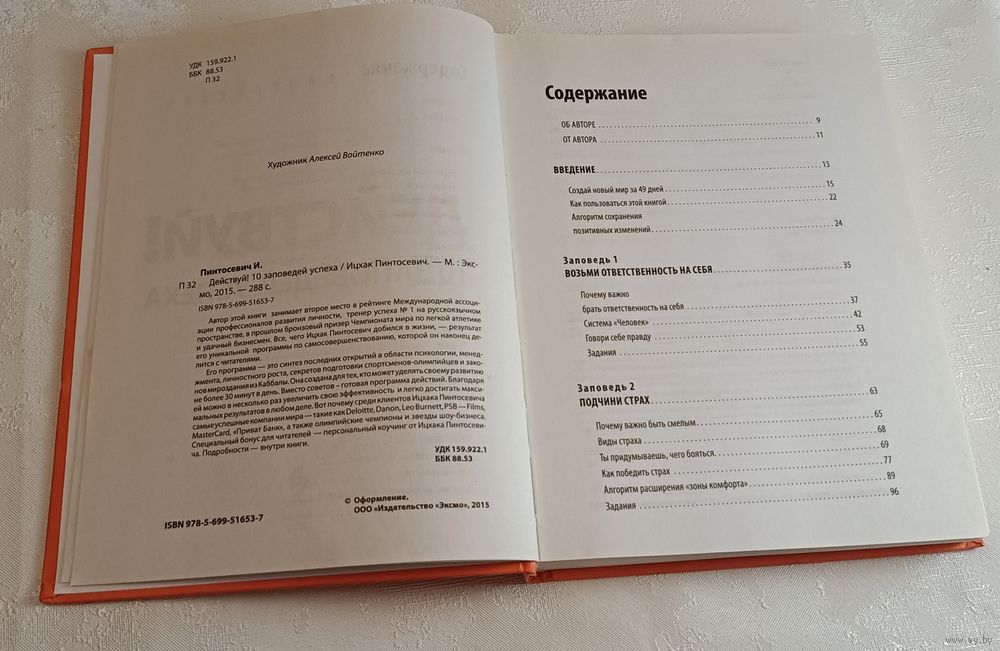 УДК 159.922.1
ББК 88.53
П 32
Художник Алексей Войтенко
Пинтосевич И.
П 32 Действуй! 10 заповедей успеха / Ицхак Пинтосевич. — М. : Экс-
мо, 2015. — 288 с.
ISBN 978-5-699-51653-7
Автор этой книги занимает второе место в рейтинге Международной ассоци-
ации профессионалов развития личности, тренер успеха № 1 на русскоязычном
пространстве, в прошлом бронзовый призер Чемпионата мира по легкой атлетике
и удачный бизнесмен. Все, чего Ицхак Пинтосевич добился в жизни, — результат
его уникальной программы по самосовершенствованию, которой он наконец де-
лится с читателями.
Его программа — это синтез последних открытий в области психологии, менед-
жмента, личностного роста, секретов подготовки спортсменов-олимпийцев и зако-
нов мироздания из Каббалы. Она создана для тех, кто может уделять своему развитию
не более 30 минут в день. Вместо советов – готовая программа действий. Благодаря
ей можно в несколько раз увеличить свою эффективность и легко достигать макси-
мальных результатов в любом деле. Вот почему среди клиентов Ицхака Пинтосевича
самые успешные компании мира — такие как Deloitte, Danon, Leo Burnett, PSB — Films,
MasterCard, «Приват Банк», а также олимпийские чемпионы и звезды шоу-бизнеса.
Специальный бонус для читателей — персональный коучинг от Ицхака Пинтосеви-
ча. Подробности — внутри книги.
УДК 159.922.1
ББК 88.53
© Оформление.
ООО «Издательство «Эксмо», 2015
ISBN 978-5-699-51653-7
Содержание
ОБ АВТОРЕ 9
ОТ АВТОРА 11
ВВЕДЕНИЕ 13
Создай новый мир за 49 дней 15
Как пользоваться этой книгой 22
Алгоритм сохранения
позитивных изменений 24
Заповедь 1
ВОЗЬМИ ОТВЕТСТВЕННОСТЬ НА СЕБЯ 35
Почему важно
брать ответственность на себя 37
Система «Человек» 42
Говори себе правду 53
Задания 55
Заповедь 2
ПОДЧИНИ СТРАХ 63
Почему важно быть смелым 65
Виды страха 68
Ты придумываешь, чего бояться 69
Как победить страх 77
Алгоритм расширения «зоны комфорта» 89
Задания 96
www.ay.by